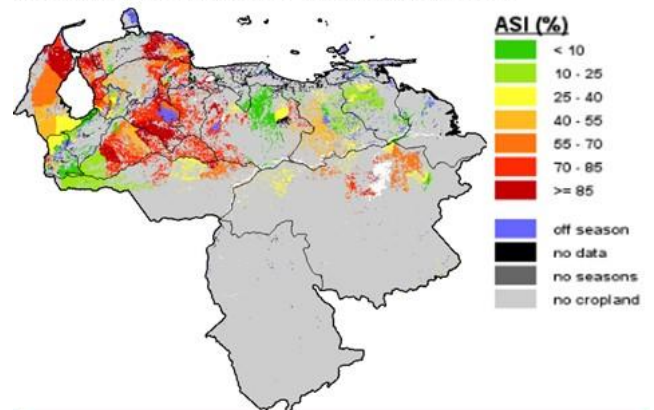 ASI (%)
< 10
10 - 25
25 - 40
40 - 55
55 - 70
70 - 85
>= 85
off season
no data
no seasons
no cropland